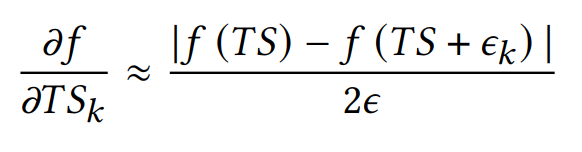 ∂f/∂TS_k ≈ |f (TS) − f (TS + ϵ_k) | / 2ϵ